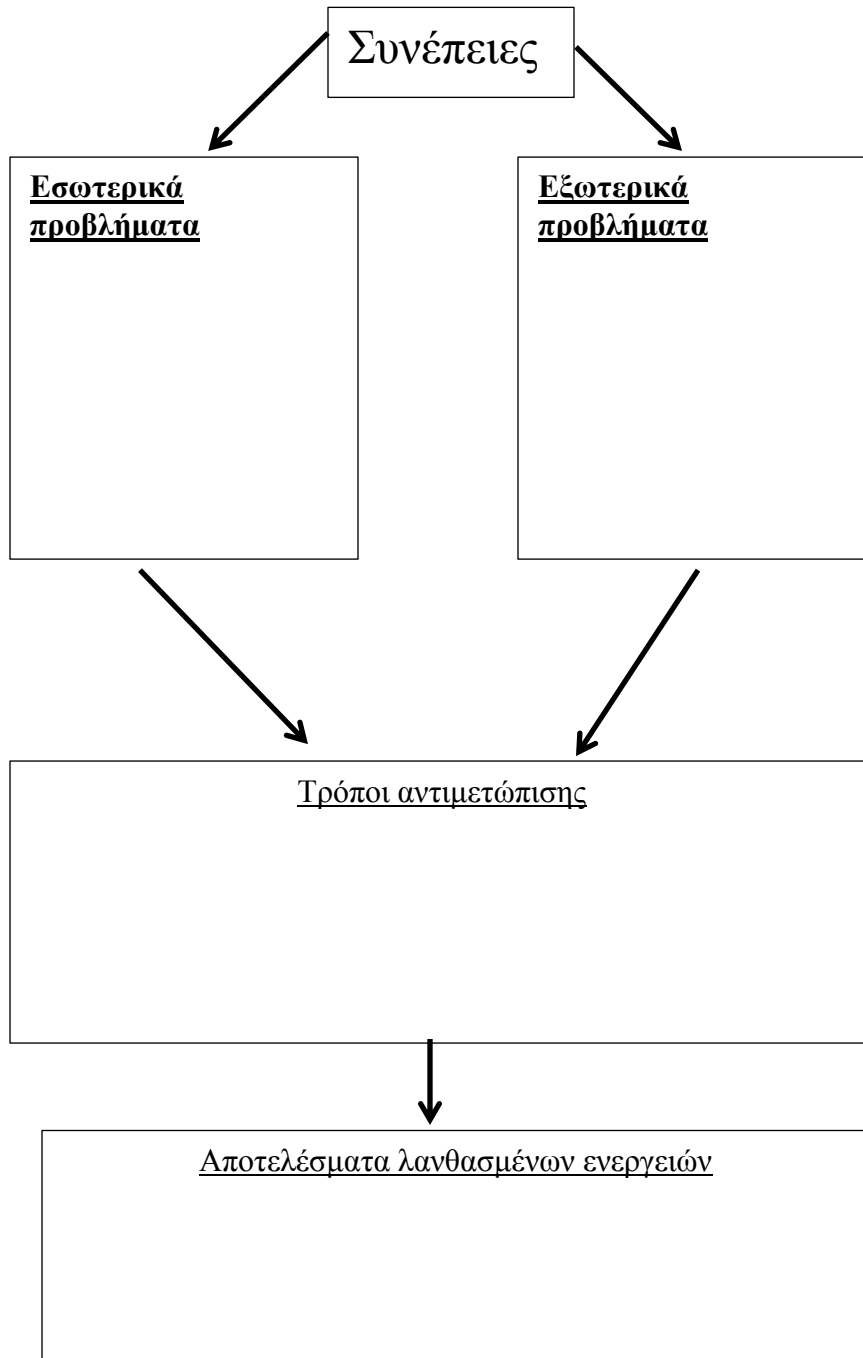 Συνέπειες
Εσωτερικά
προβλήματα
Εξωτερικά
προβλήματα
Τρόποι αντιμετώπισης
Αποτελέσματα λανθασμένων ενεργειών